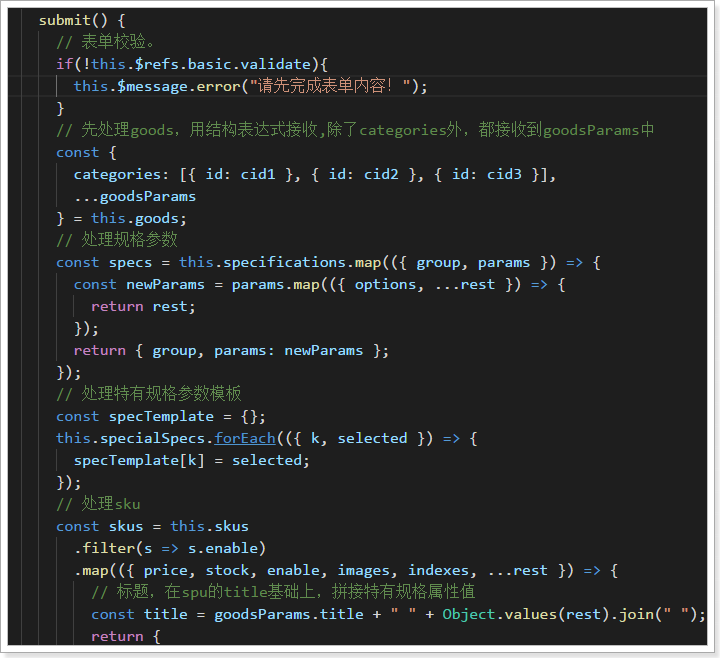 submit() {
// 表单校验。
if(!this.$refs.basic.validate){
this.$message.error("请先完成表单内容！");
}
// 先处理goods，用结构表达式接收,除了categories外，都接收到goodsParams中
const {
categories: [{ id: cid1 }, { id: cid2 }, { id: cid3 }],
...goodsParams
} = this.goods;
// 处理规格参数
const specs = this.specifications.map(({ group, params }) => {
const newParams = params.map(({ options, ...rest }) => {
return rest;
});
return { group, params: newParams };
});
// 处理特有规格参数模板
const specTemplate = {};
this.specialSpecs.forEach(({ k, selected }) => {
specTemplate[k] = selected;
});
// 处理sku
const skus = this.skus
.filter(s => s.enable)
.map(({ price, stock, enable, images, indexes, ...rest }) => {
// 标题，在spu的title基础上，拼接特有规格属性值
const title = goodsParams.title + " " + Object.values(rest).join(" ");
return {